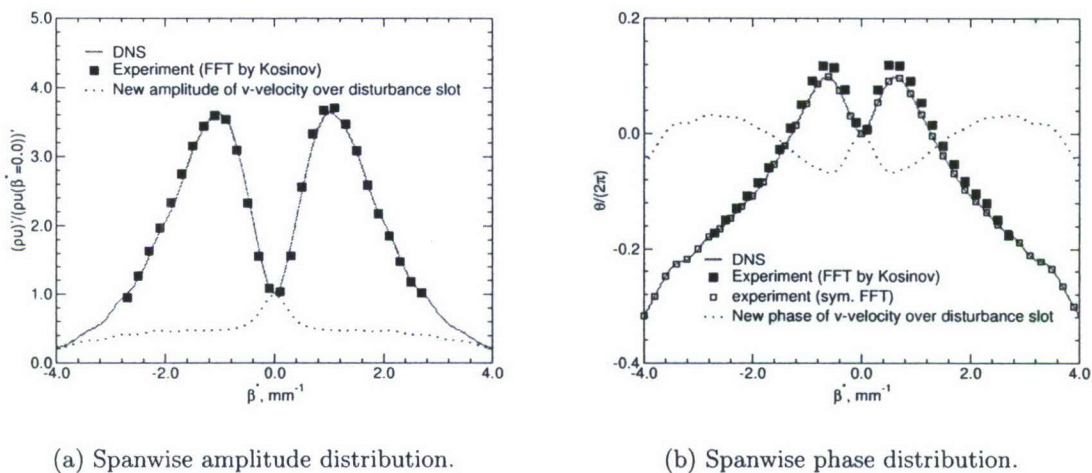 5.0
4.0
3.0
2.0
1.0
0.0
(ρu)'/(ρu(β*=0.0))'
DNS
Experiment (FFT by Kosinov)
New amplitude of v-velocity over disturbance slot
-4.0 -2.0 0.0 2.0 4.0
β*, mm-1
(a) Spanwise amplitude distribution.
0.2
0.0
-0.2
-0.4
θ/(2π)
DNS
Experiment (FFT by Kosinov)
experiment (sym. FFT)
New phase of v-velocity over disturbance slot
-4.0 -2.0 0.0 2.0 4.0
β*, mm-1
(b) Spanwise phase distribution.